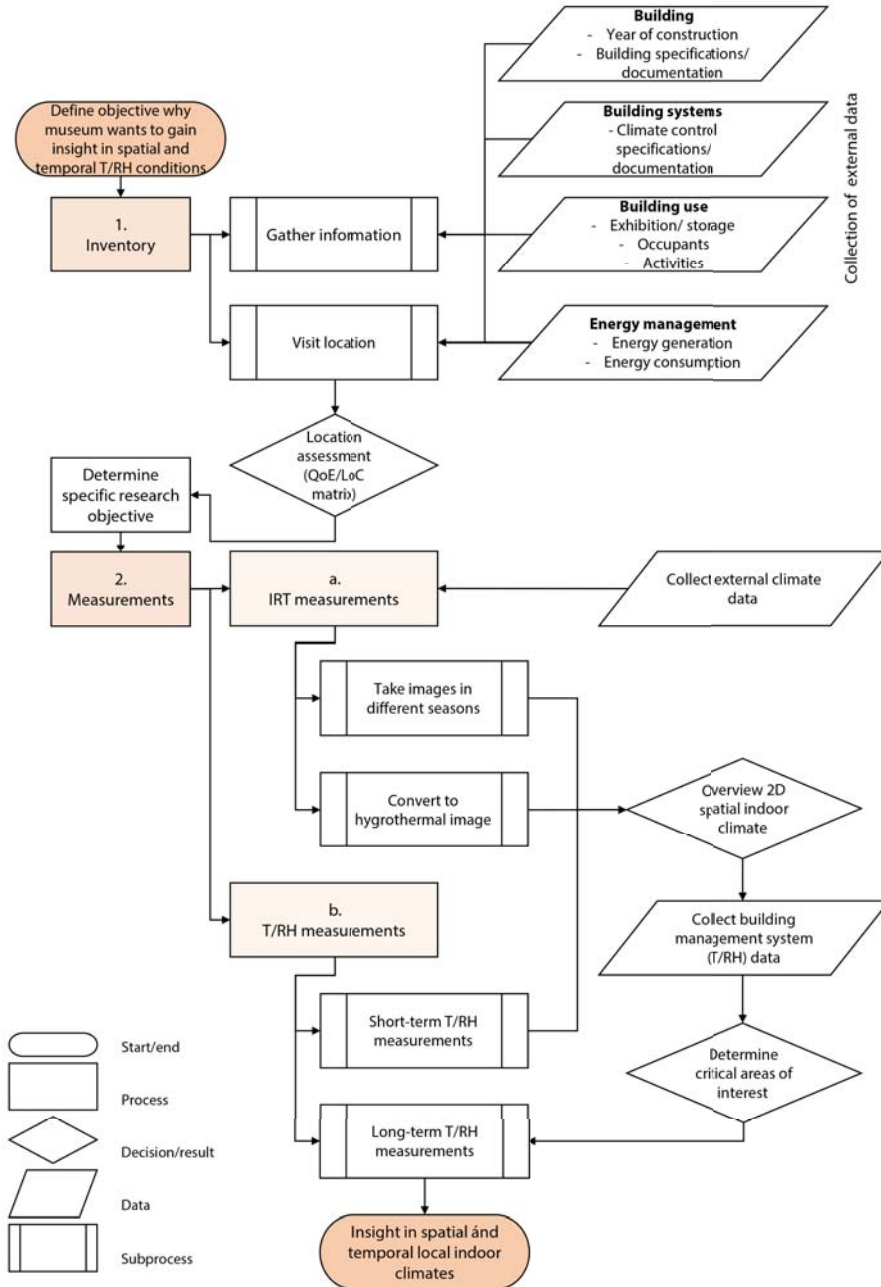 Define objective why
museum wants to gain
insight in spatial and
temporal T/RH conditions
1.
Inventory
Gather information
Visit location
Building
- Year of construction
- Building specifications/
documentation
Building systems
- Climate control
specifications/
documentation
Building use
- Exhibition/ storage
- Occupants
- Activities
Energy management
- Energy generation
- Energy consumption
Collection of external data
Location
assessment
(QoE/LoC
matrix)
Determine
specific research
objective
2.
Measurements
a.
IRT measurements
Collect external climate
data
Take images in
different seasons
Convert to
hygrothermal image
Overview 2D
spatial indoor
climate
b.
T/RH measurements
Collect building
management system
(T/RH) data
Short-term T/RH
measurements
Determine
critical areas of
interest
Long-term T/RH
measurements
Insight in spatial ánd
temporal local indoor
climates
Start/end
Process
Decision/result
Data
Subprocess